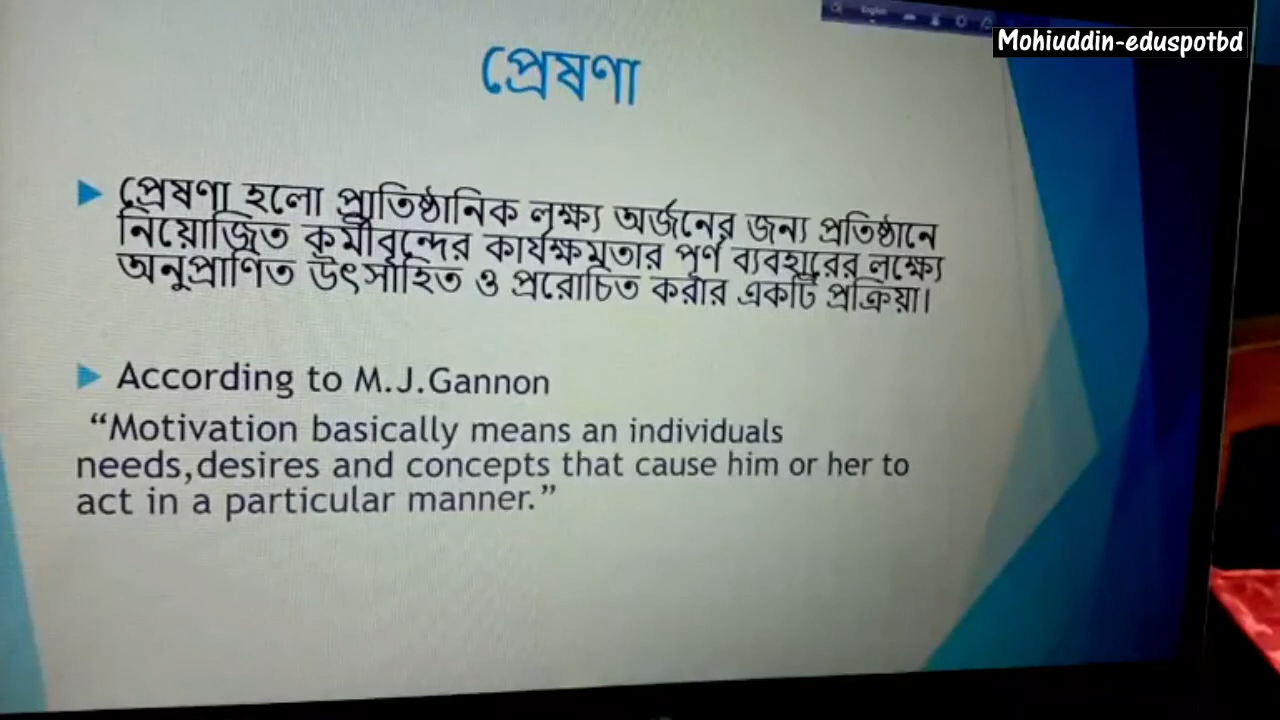 English
Mohiuddin-eduspotbd
প্রেষণা
প্রেষণা হলো প্রাতিষ্ঠানিক লক্ষ্য অর্জনের জন্য প্রতিষ্ঠানে
নিয়োজিত কর্মীবৃন্দের কার্যক্ষমতার পূর্ণ ব্যবহারের লক্ষ্যে
অনুপ্রাণিত উৎসাহিত ও প্ররোচিত করার একটি প্রক্রিয়া।
According to M.J.Gannon
“Motivation basically means an individuals
needs,desires and concepts that cause him or her to
act in a particular manner.”